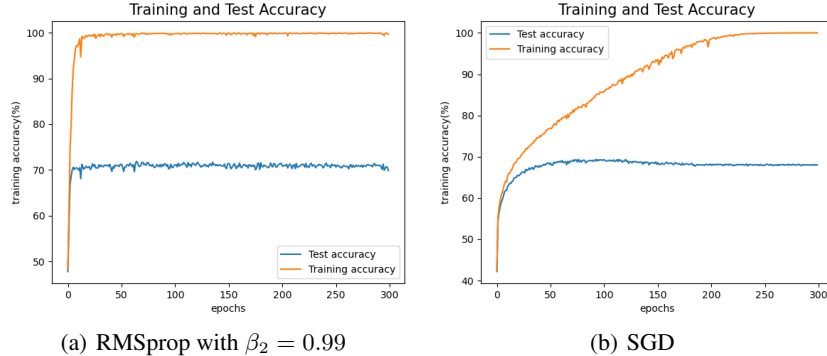 Training and Test Accuracy
training accuracy(%)
100
90
80
70
60
50
0 50 100 150 200 250 300
epochs
Test accuracy
Training accuracy
(a) RMSprop with β₂ = 0.99
Training and Test Accuracy
training accuracy(%)
100
90
80
70
60
50
40
0 50 100 150 200 250 300
epochs
Test accuracy
Training accuracy
(b) SGD